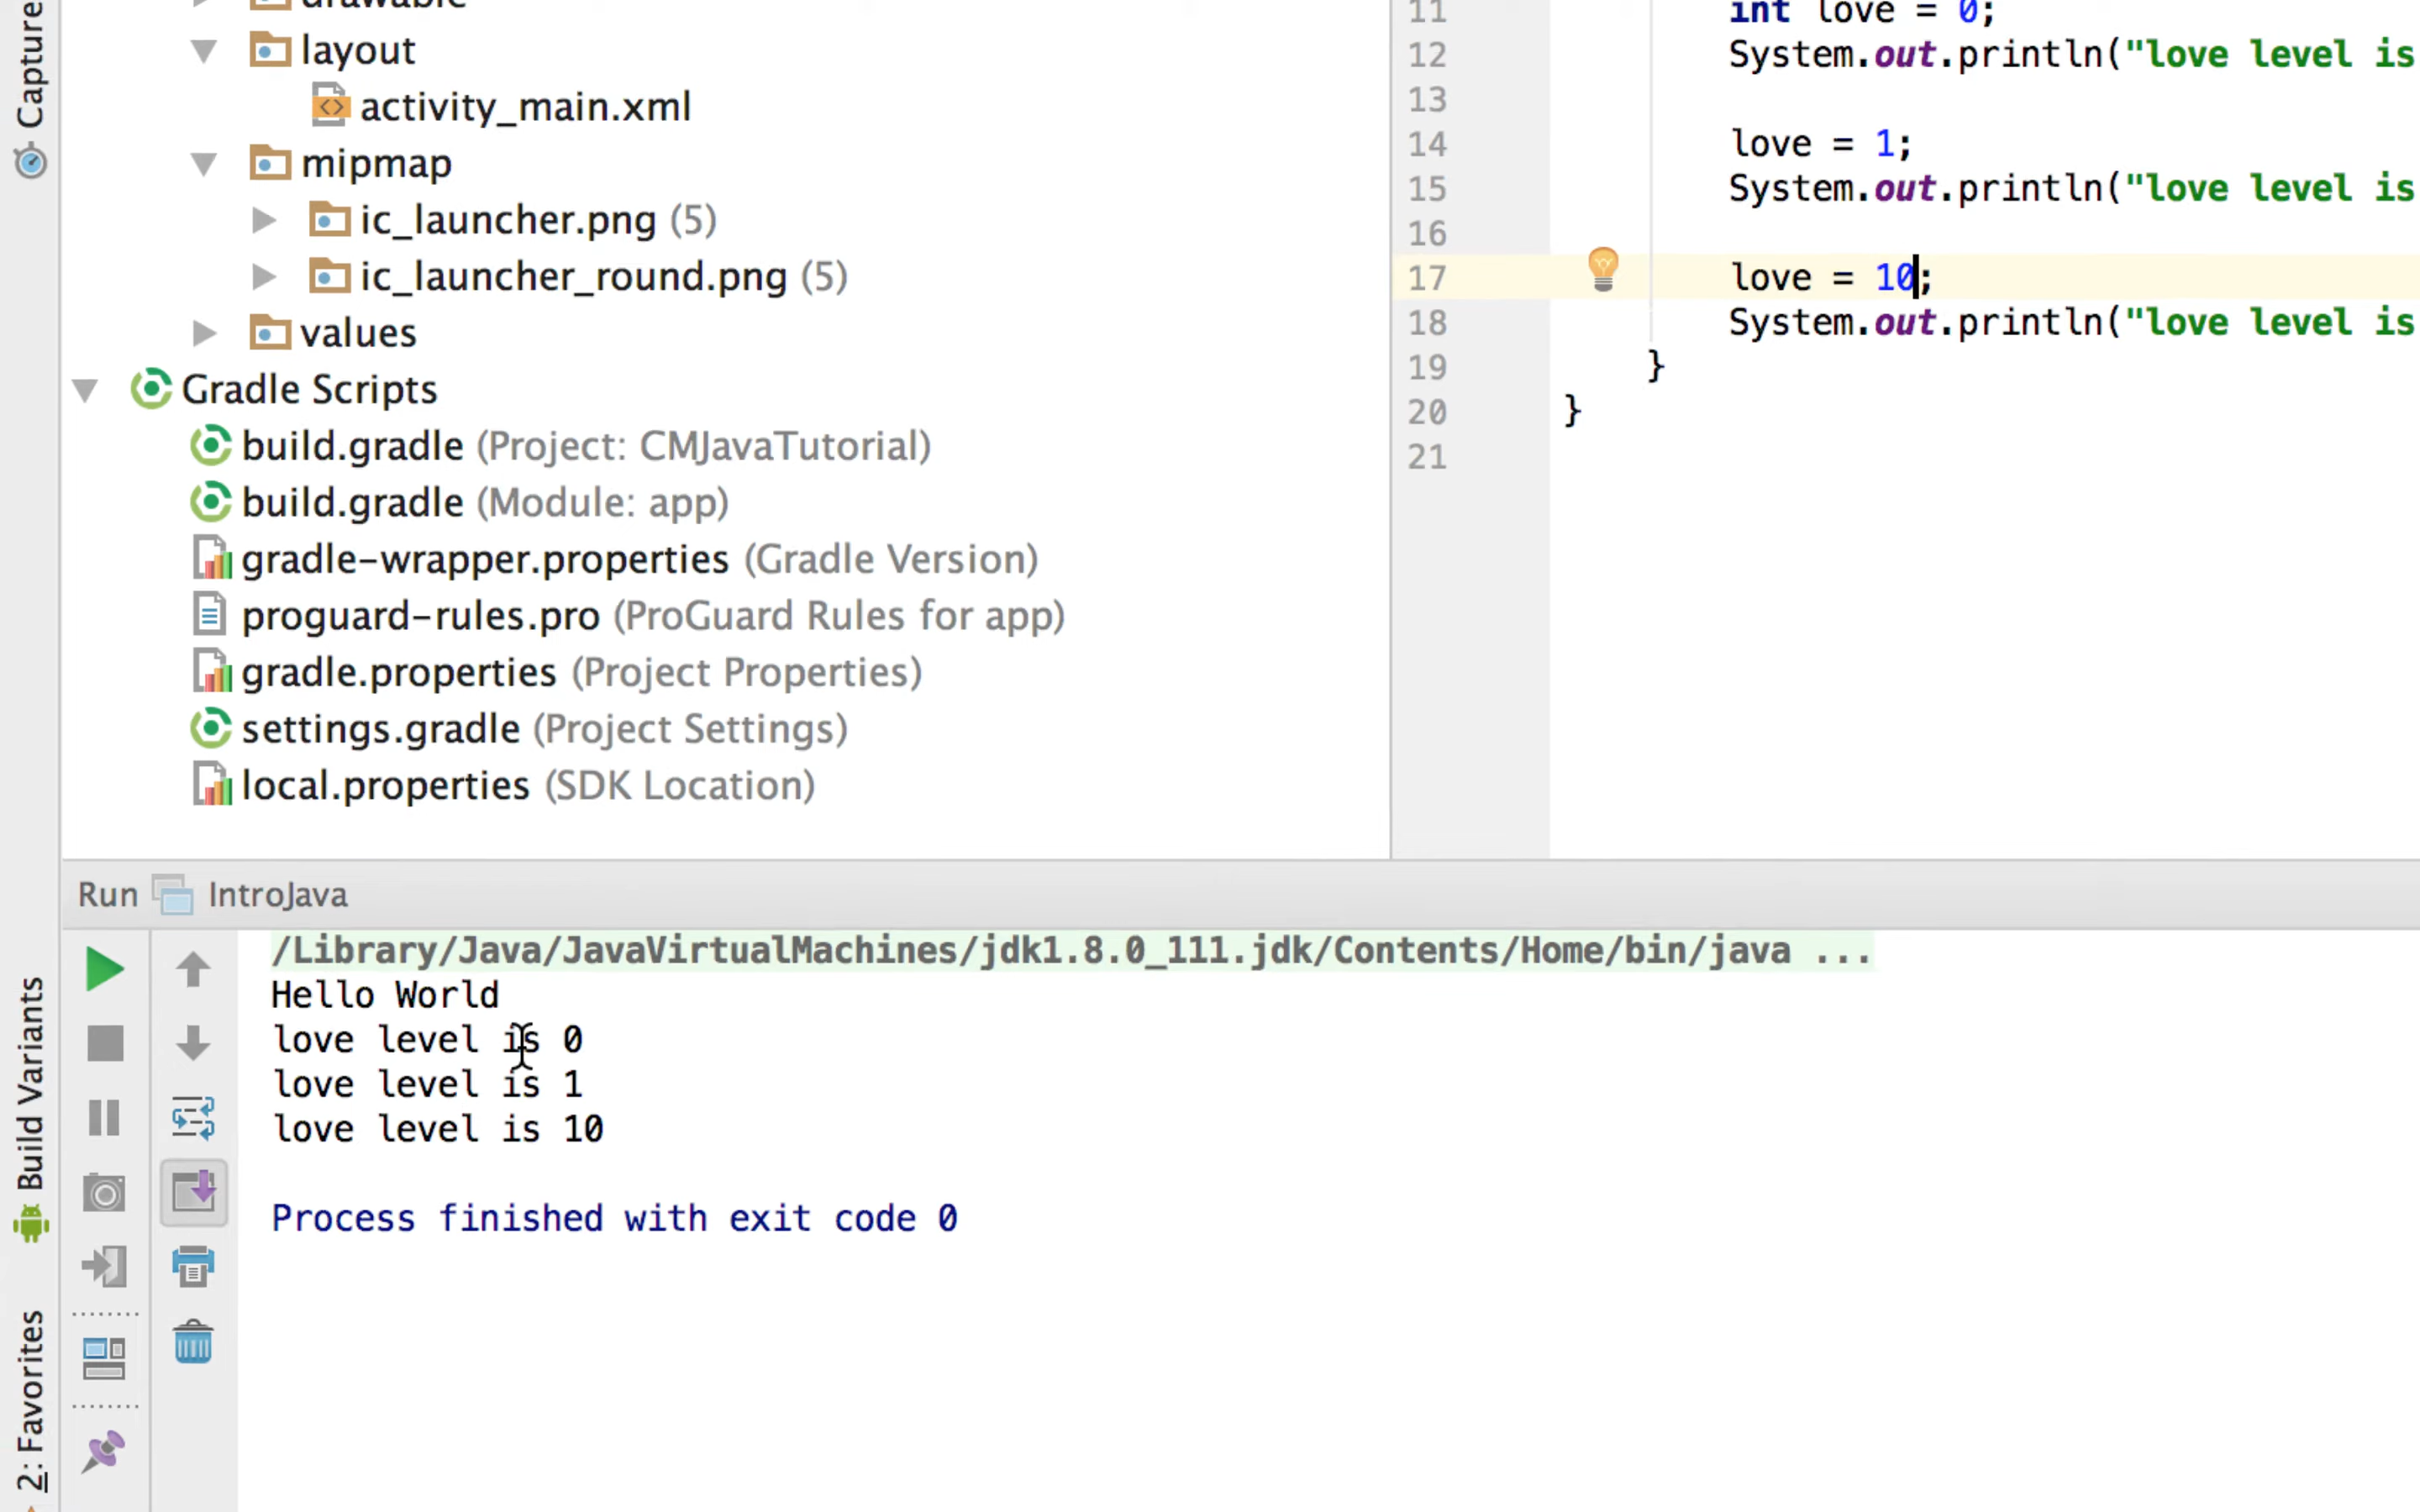 Capture
drawable
layout
activity_main.xml
mipmap
ic_launcher.png (5)
ic_launcher_round.png (5)
values
Gradle Scripts
build.gradle (Project: CMJavaTutorial)
build.gradle (Module: app)
gradle-wrapper.properties (Gradle Version)
proguard-rules.pro (ProGuard Rules for app)
gradle.properties (Project Properties)
settings.gradle (Project Settings)
local.properties (SDK Location)
11 int love = 0;
12 System.out.println("love level is
13
14 love = 1;
15 System.out.println("love level is
16
17 love = 10;
18 System.out.println("love level is
19 }
20 }
21
Run IntroJava
/Library/Java/JavaVirtualMachines/jdk1.8.0_111.jdk/Contents/Home/bin/java ...
Hello World
love level is 0
love level is 1
love level is 10
Process finished with exit code 0
Build Variants
2: Favorites